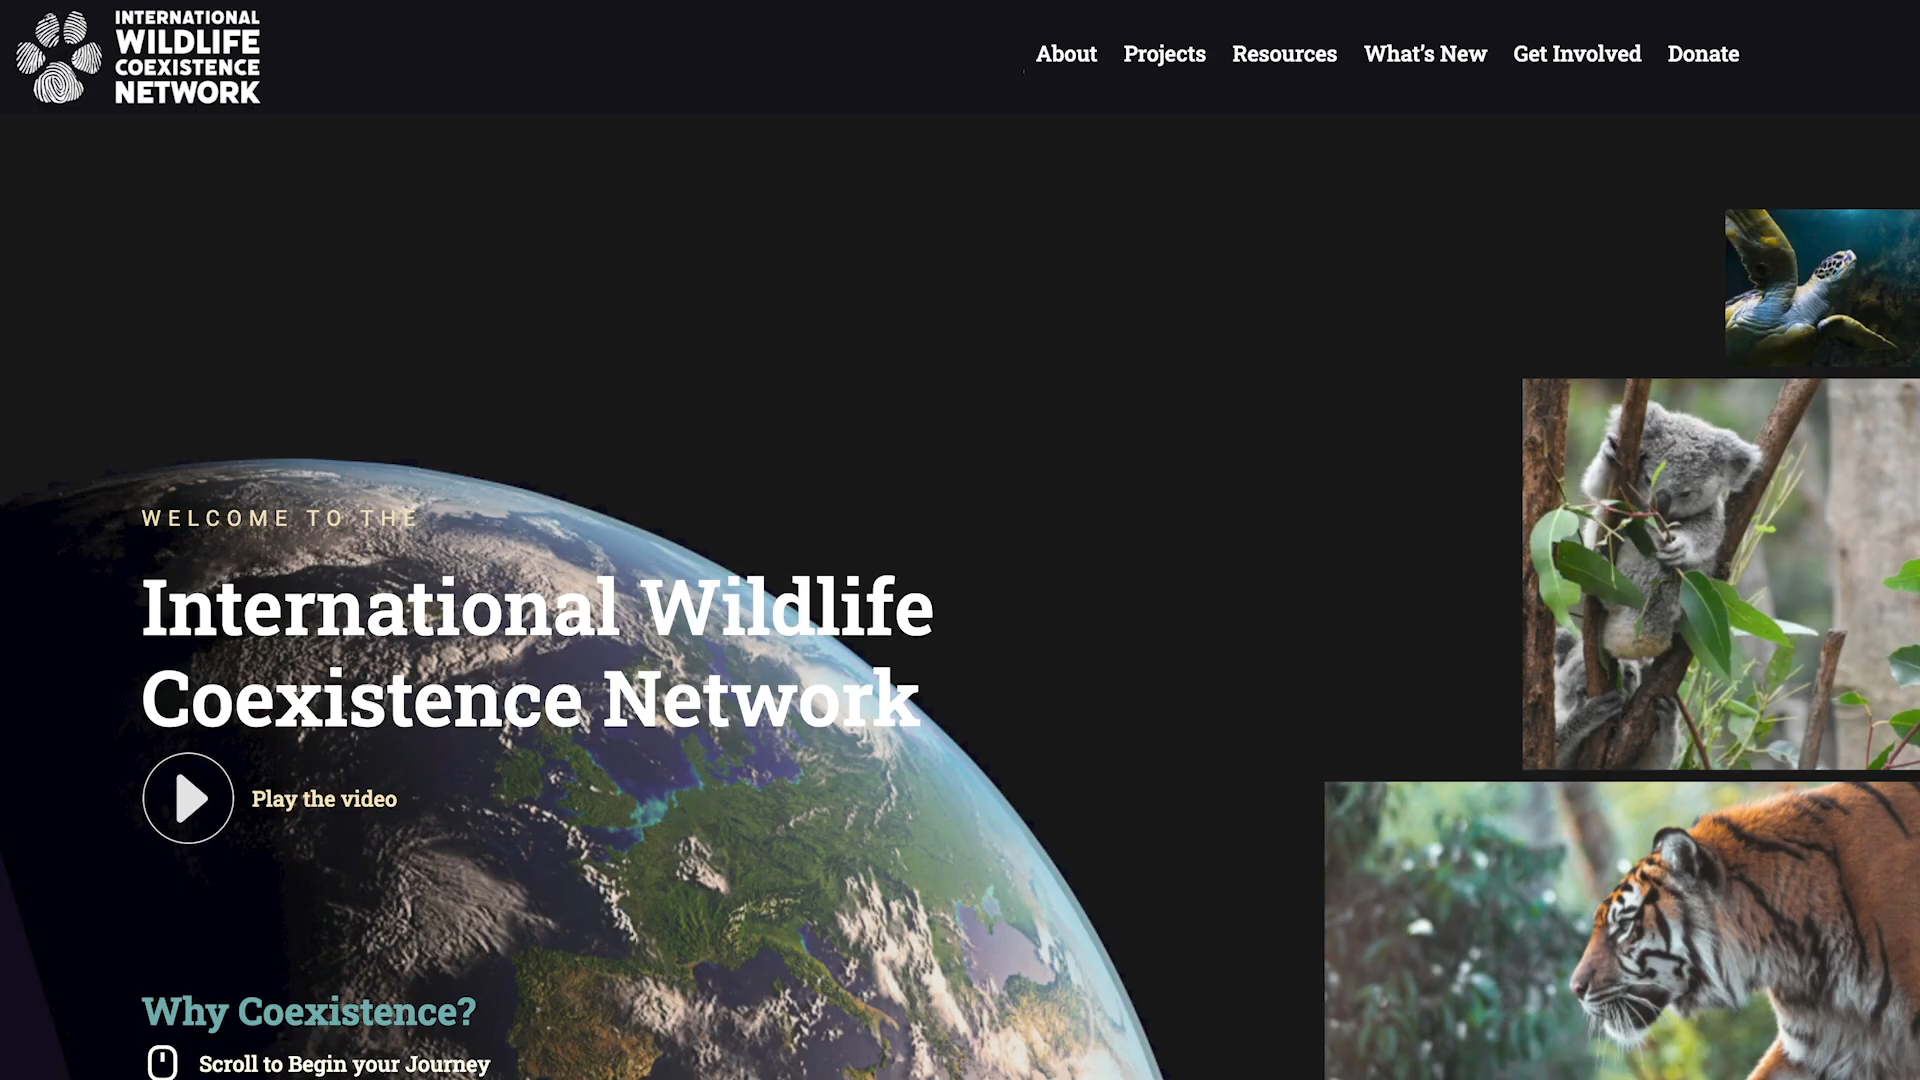 INTERNATIONAL
WILDLIFE
COEXISTENCE
NETWORK
About Projects Resources What's New Get Involved Donate
WELCOME TO THE
International Wildlife
Coexistence Network
Play the video
Why Coexistence?
Scroll to Begin your Journey